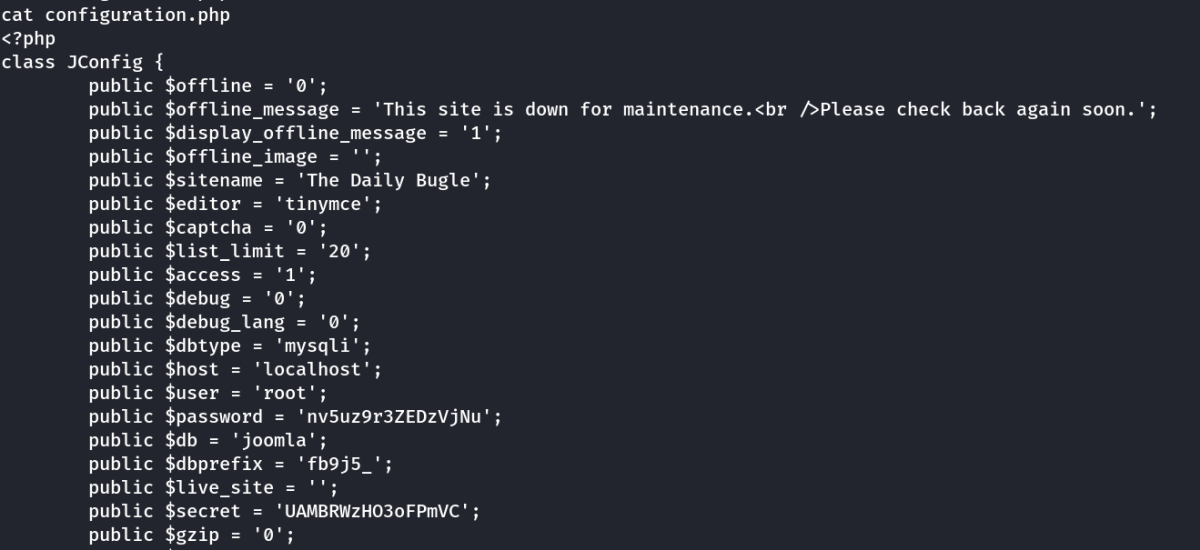 cat configuration.php
<?php
class JConfig {
        public $offline = '0';
        public $offline_message = 'This site is down for maintenance.<br />Please check back again soon.';
        public $display_offline_message = '1';
        public $offline_image = '';
        public $sitename = 'The Daily Bugle';
        public $editor = 'tinymce';
        public $captcha = '0';
        public $list_limit = '20';
        public $access = '1';
        public $debug = '0';
        public $debug_lang = '0';
        public $dbtype = 'mysqli';
        public $host = 'localhost';
        public $user = 'root';
        public $password = 'nv5uz9r3ZEDzVjNu';
        public $db = 'joomla';
        public $dbprefix = 'fb9j5_';
        public $live_site = '';
        public $secret = 'UAMBRWzHO3oFPmVC';
        public $gzip = '0';